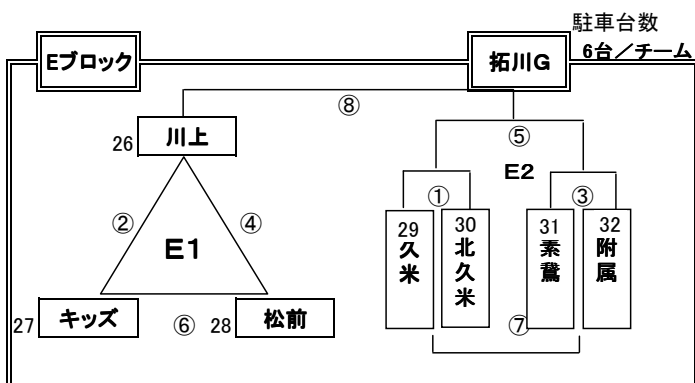 駐車台数
Eブロック
拓川G
6台／チーム
⑧
26
川上
⑤
E2
②
④
E1
①
③
29
久米
30
北久米
31
素鵞
32
附属
27
キッズ
⑥
28
松前
⑦